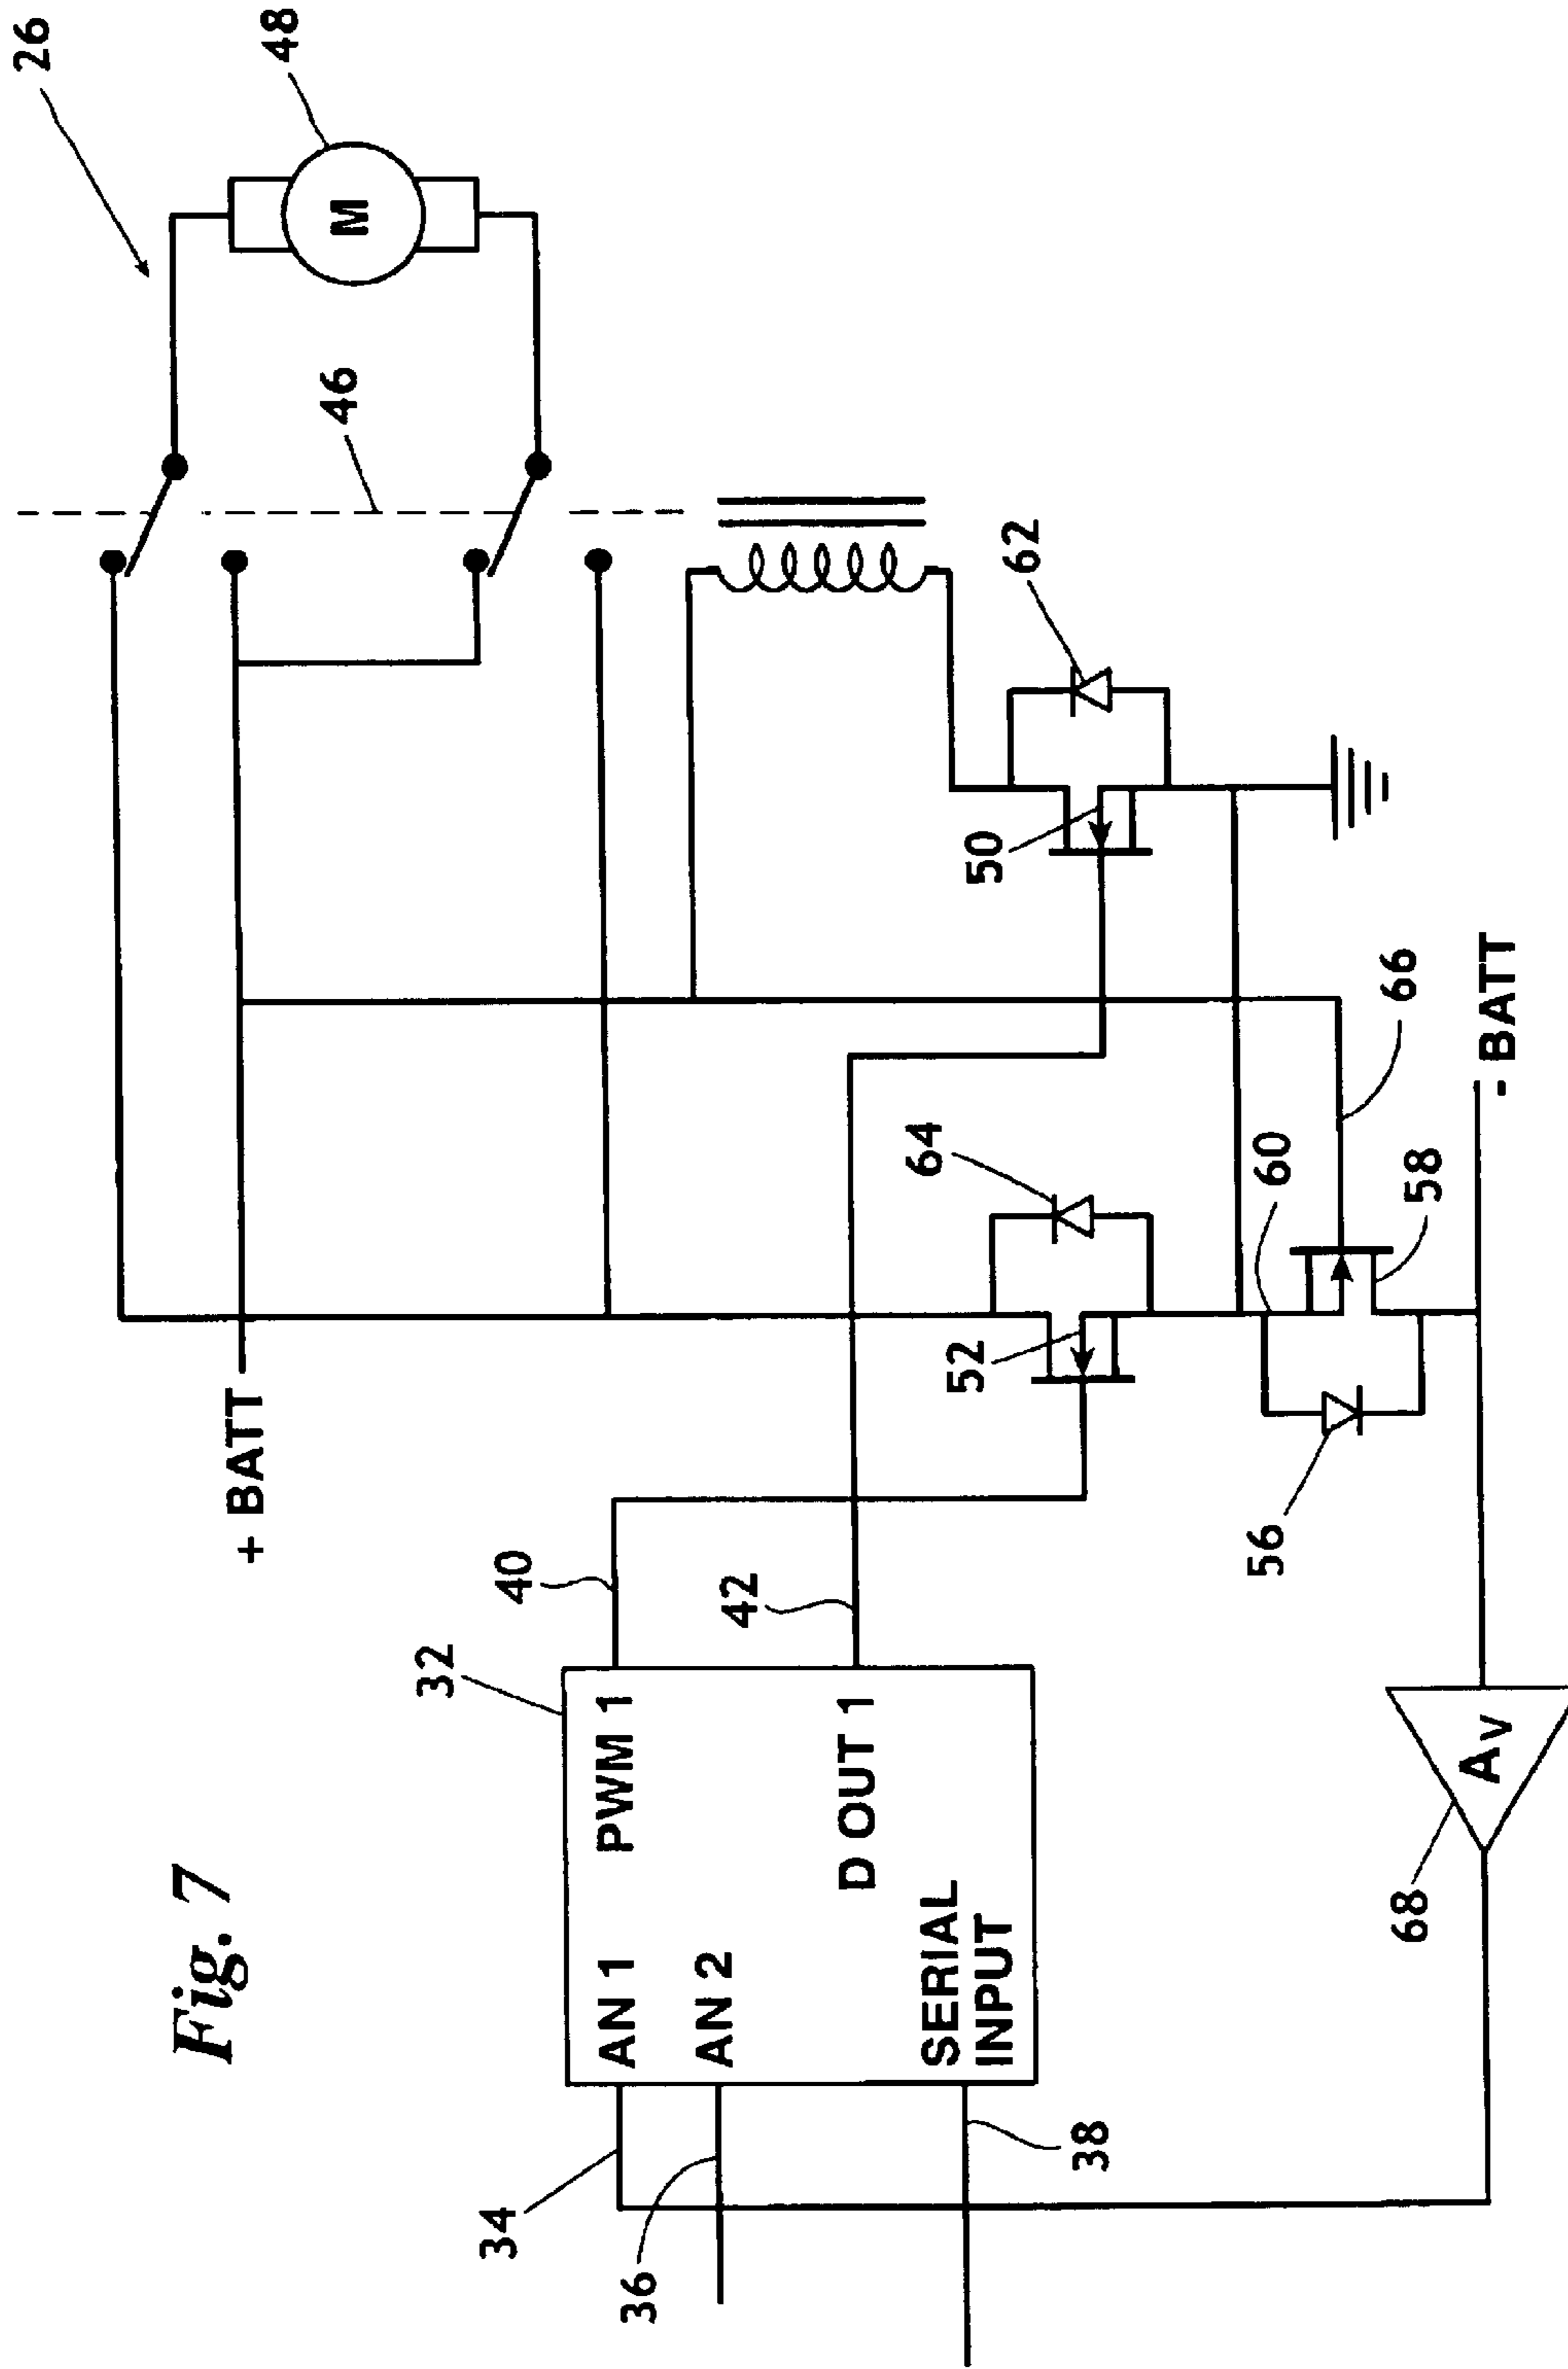 Fig. 7
26
48
M
46
+ BATT
32
40
42
PWM 1
AN 1
AN 2
D OUT 1
SERIAL
INPUT
34
36
38
62
50
64
52
60
66
58
56
- BATT
68
Av